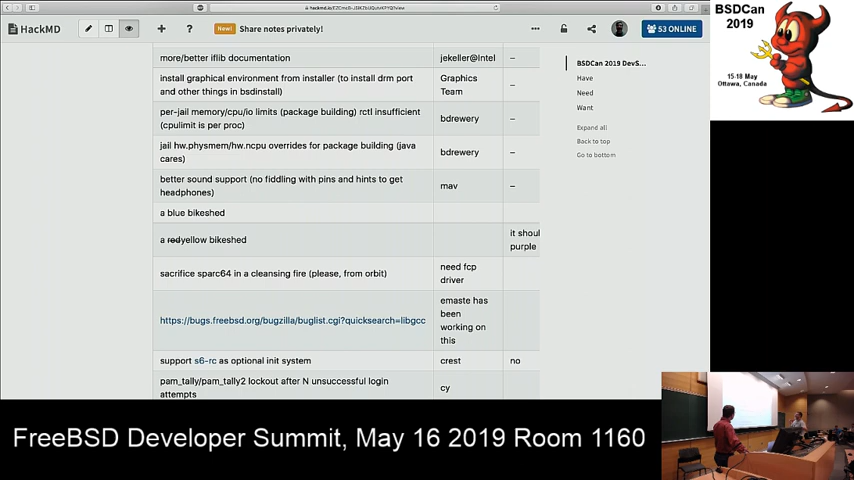 hackmd.io/
HackMD
New!
Share notes privately!
53 ONLINE
BSDCan
2019
15-18 May
Ottawa, Canada
more/better iflib documentation
jekeller@Intel
–
install graphical environment from installer (to install drm port
and other things in bsdinstall)
Graphics
Team
–
per-jail memory/cpu/io limits (package building) rctl insufficient
(cpulimit is per proc)
bdrewery
–
jail hw.physmem/hw.ncpu overrides for package building (java
cares)
bdrewery
–
better sound support (no fiddling with pins and hints to get
headphones)
mav
–
a blue bikeshed
a redyellow bikeshed
it shoul
purple
sacrifice sparc64 in a cleansing fire (please, from orbit)
need fcp
driver
https://bugs.freebsd.org/bugzilla/buglist.cgi?quicksearch=libgcc
emaste has
been
working on
this
support s6-rc as optional init system
crest
no
pam_tally/pam_tally2 lockout after N unsuccessful login
attempts
cy
BSDCan 2019 DevS...
Have
Need
Want
Expand all
Back to top
Go to bottom
FreeBSD Developer Summit, May 16 2019 Room 1160